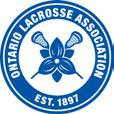 ONTARIO LACROSSE ASSOCIATION
EST. 1897